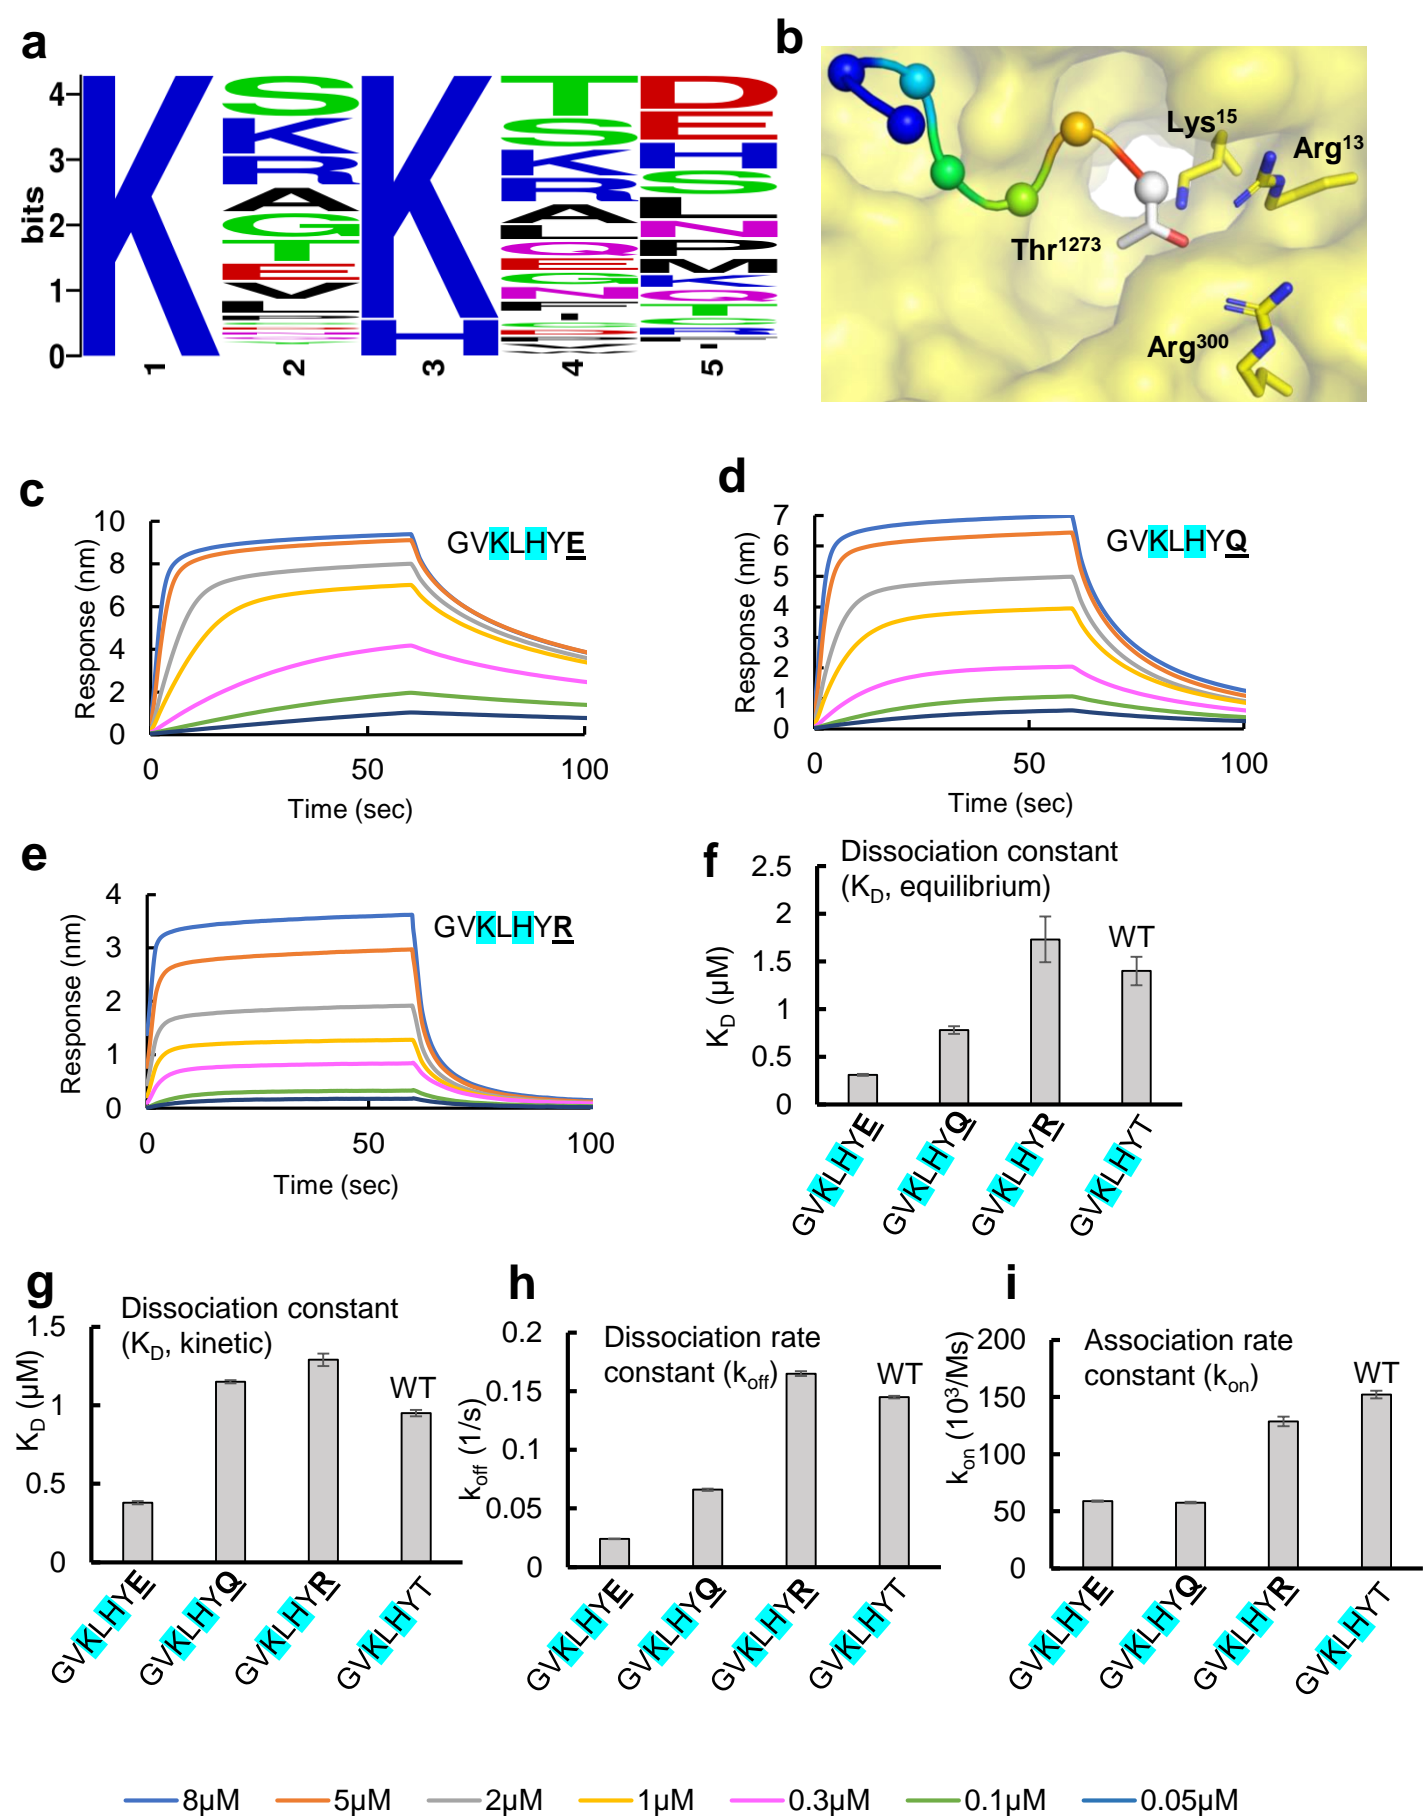 a
bits
4
3
2
1
0
K
S
K
R
A
G
T
E
V
L
K
H
T
S
K
R
A
L
Q
E
G
N
D
E
H
S
L
N
P
M
K
Q
T
1
2
3
4
5
b
Lys15
Arg13
Thr1273
Arg300
c
GVKLHYE
Response (nm)
10
8
6
4
2
0
0
50
100
Time (sec)
d
GVKLHYQ
Response (nm)
7
6
5
4
3
2
1
0
0
50
100
Time (sec)
e
GVKLHYR
Response (nm)
4
3
2
1
0
0
50
100
Time (sec)
f
Dissociation constant
(KD, equilibrium)
KD (µM)
2.5
2
1.5
1
0.5
0
WT
GVKLHYE
GVKLHYQ
GVKLHYR
GVKLHYT
g
Dissociation constant
(KD, kinetic)
KD (µM)
1.5
1
0.5
0
WT
GVKLHYE
GVKLHYQ
GVKLHYR
GVKLHYT
h
Dissociation rate
constant (koff)
koff (1/s)
0.2
0.15
0.1
0.05
0
WT
GVKLHYE
GVKLHYQ
GVKLHYR
GVKLHYT
i
Association rate
constant (kon)
kon (10³/Ms)
200
150
100
50
0
WT
GVKLHYE
GVKLHYQ
GVKLHYR
GVKLHYT
8µM 5µM 2µM 1µM 0.3µM 0.1µM 0.05µM